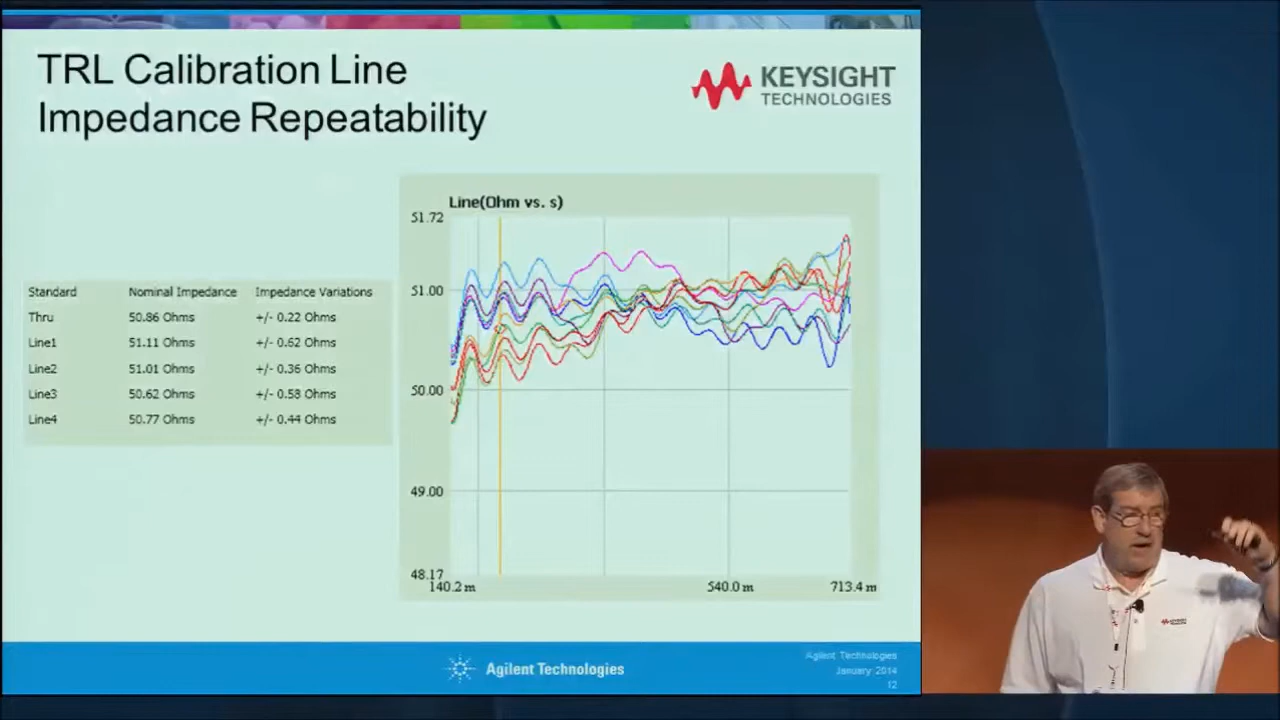 TRL Calibration Line
Impedance Repeatability
KEYSIGHT
TECHNOLOGIES
Standard Nominal Impedance Impedance Variations
Thru 50.86 Ohms +/- 0.22 Ohms
Line1 51.11 Ohms +/- 0.62 Ohms
Line2 51.01 Ohms +/- 0.36 Ohms
Line3 50.62 Ohms +/- 0.58 Ohms
Line4 50.77 Ohms +/- 0.44 Ohms
Line(Ohm vs. s)
51.72
51.00
50.00
49.00
48.17
140.2 m 540.0 m 713.4 m
Agilent Technologies
Agilent Technologies
January 2014
12